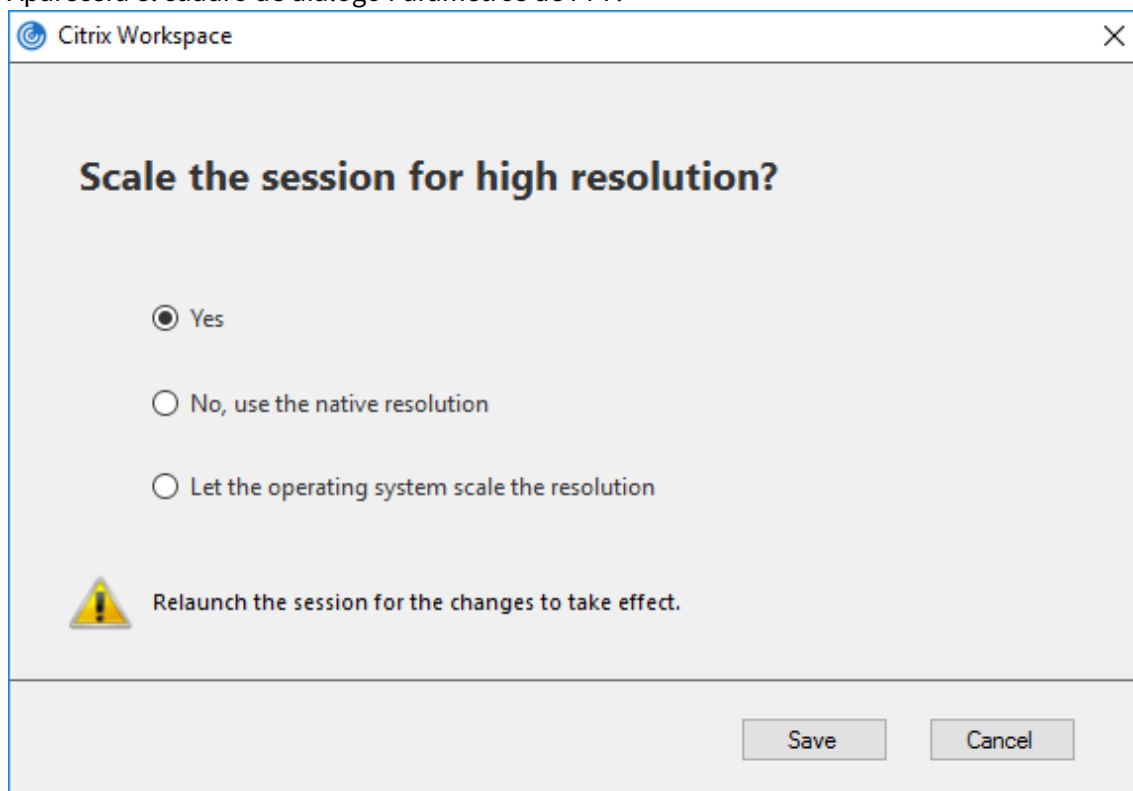 Citrix Workspace
Scale the session for high resolution?
Yes
No, use the native resolution
Let the operating system scale the resolution
Relaunch the session for the changes to take effect.
Save Cancel